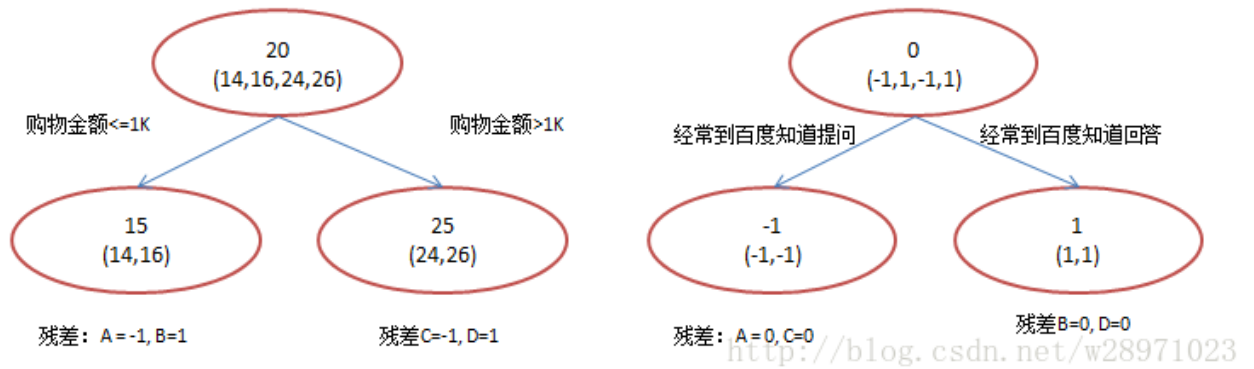 20
(14,16,24,26)
购物金额<=1K
购物金额>1K
15
(14,16)
25
(24,26)
残差：A = -1, B=1
残差C=-1, D=1
0
(-1,1,-1,1)
经常到百度知道提问
经常到百度知道回答
-1
(-1,-1)
1
(1,1)
残差：A = 0, C=0
残差B=0, D=0
http://blog.csdn.net/w28971023